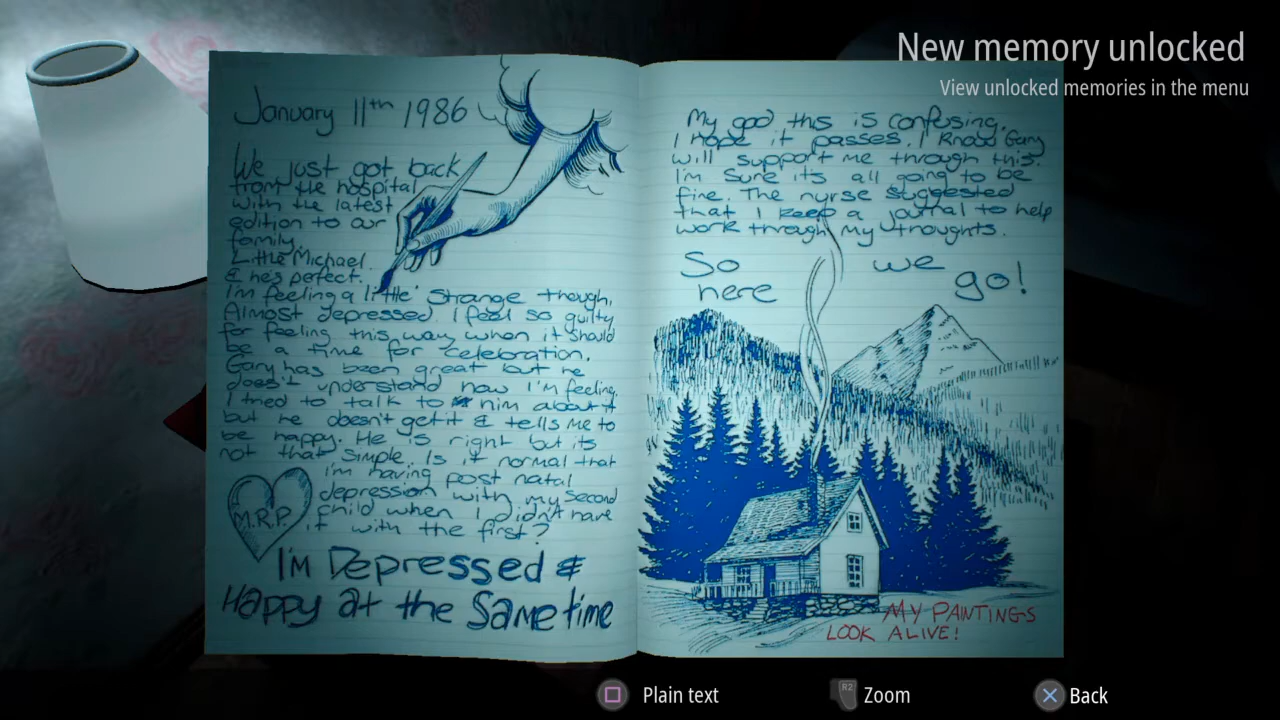 New memory unlocked
View unlocked memories in the menu
January 11th 1986
We just got back
from the hospital
with the latest
edition to our
family.
Little Michael
& he's perfect.
I'm feeling a little strange though,
Almost depressed. I feel so guilty
for feeling this way when it should
be a time for celebration.
Gary has been great but he
does't understand how I'm feeling.
I tried to talk to him about it
but he doesn't get it & tells me to
be happy. He is right but its
not that simple. Is it normal that
i'm having post natal
depression with my second
child when I didn't have
it with the first?
M.R.P.
I'm Depressed &
Happy at the Same time
My god this is confusing.
I hope it passes. I know Gary
will support me through this.
I'm sure its all going to be
fine. The nurse suggested
that I keep a journal to help
work through my thoughts.
So we
here go!
MY PAINTINGS
LOOK ALIVE!
Plain text
R2
Zoom
Back